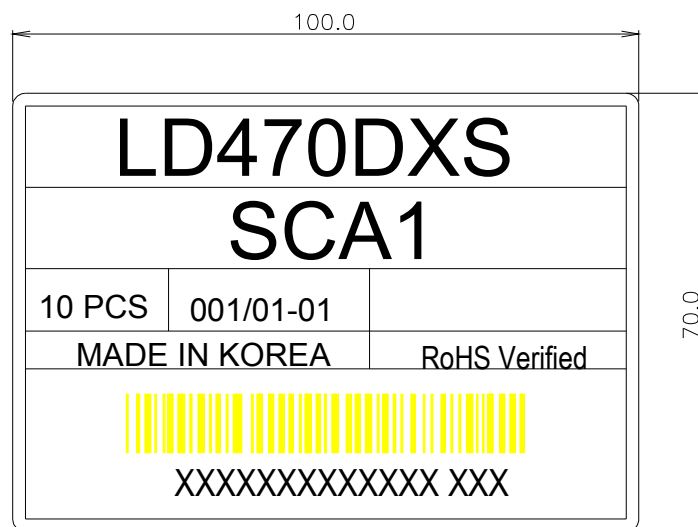 100.0
LD470DXS
SCA1
10 PCS 001/01-01
70.0
MADE IN KOREA RoHS Verified
XXXXXXXXXXXXX XXX